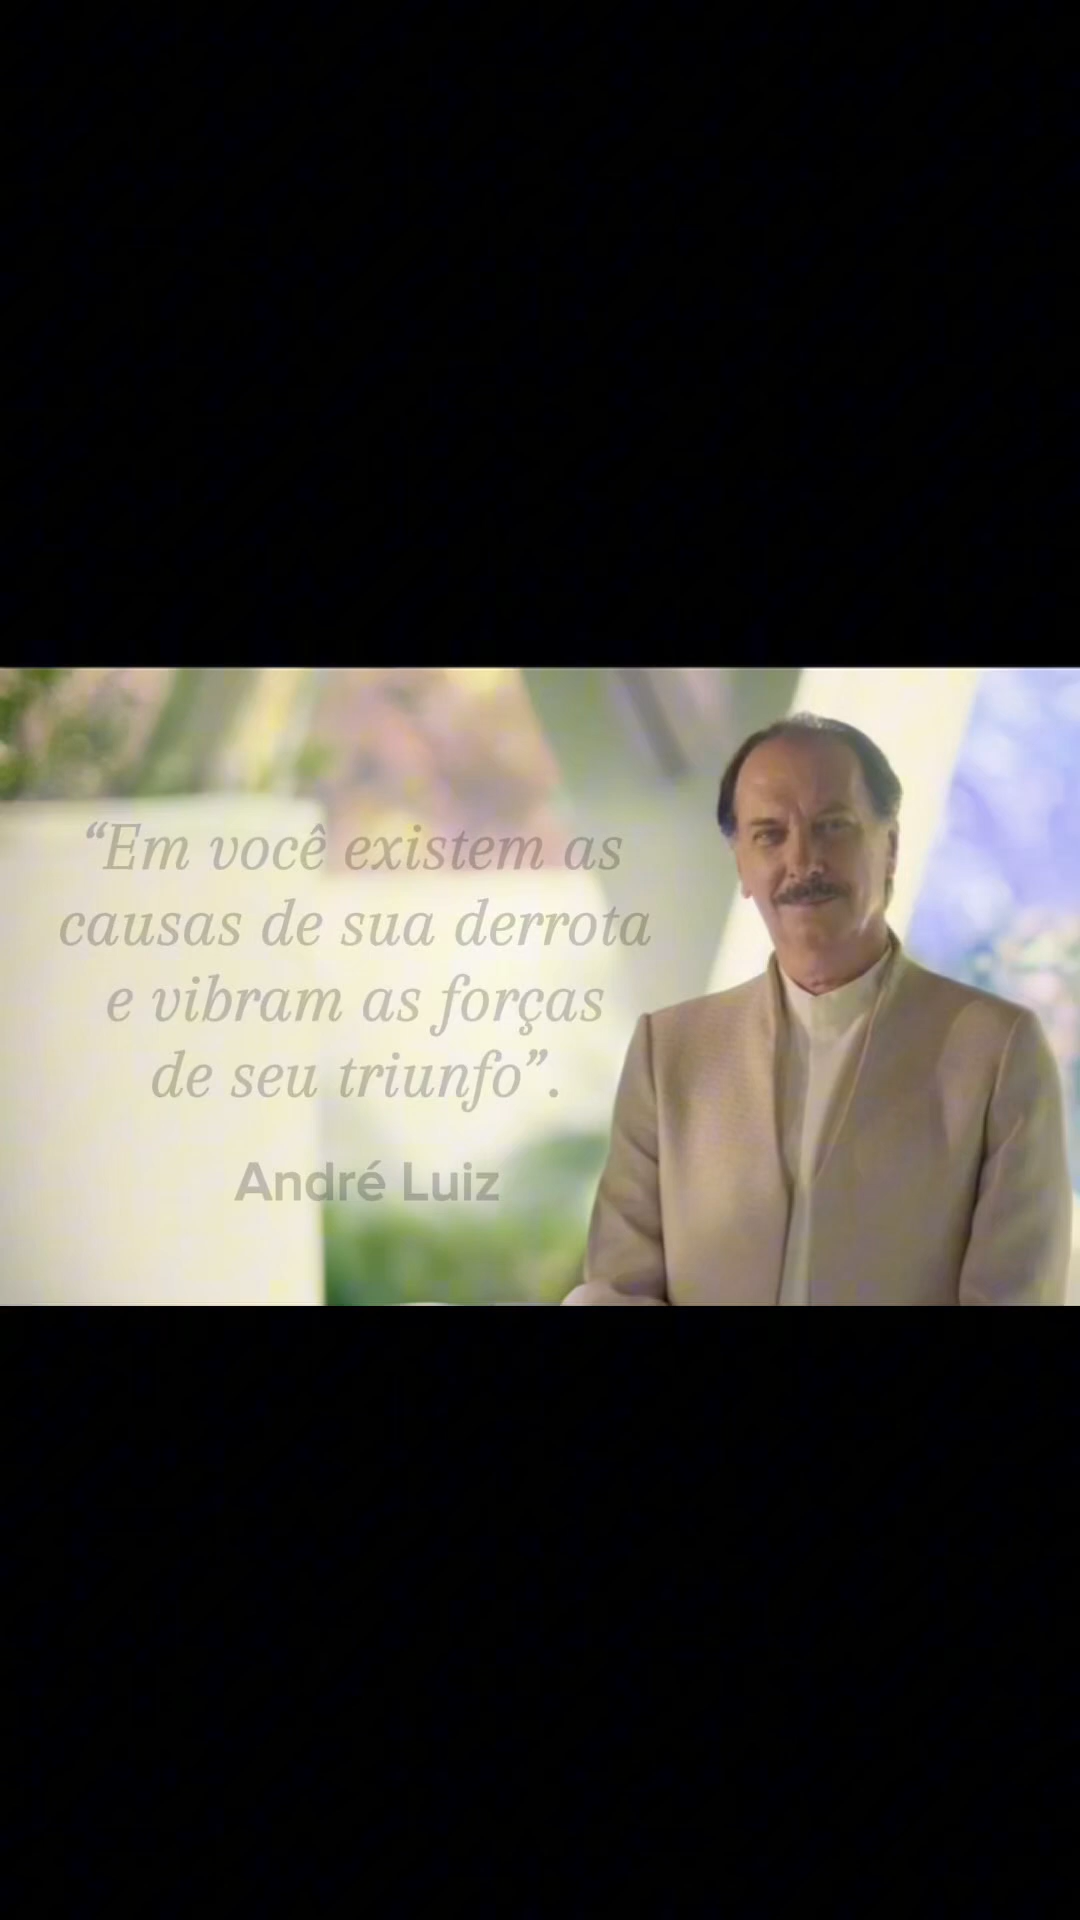 “Em você existem as
causas de sua derrota
e vibram as forças
de seu triunfo”.
André Luiz